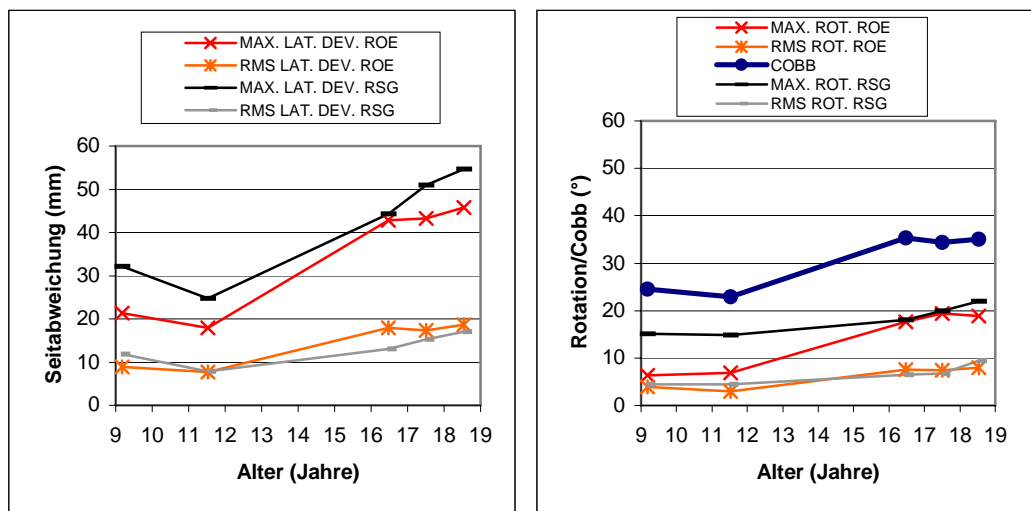 MAX. LAT. DEV. ROE
RMS LAT. DEV. ROE
MAX. LAT. DEV. RSG
RMS LAT. DEV. RSG
Seitabweichung (mm)
60
50
40
30
20
10
0
9 10 11 12 13 14 15 16 17 18 19
Alter (Jahre)
MAX. ROT. ROE
RMS ROT. ROE
COBB
MAX. ROT. RSG
RMS ROT. RSG
Rotation/Cobb (°)
60
50
40
30
20
10
0
9 10 11 12 13 14 15 16 17 18 19
Alter (Jahre)